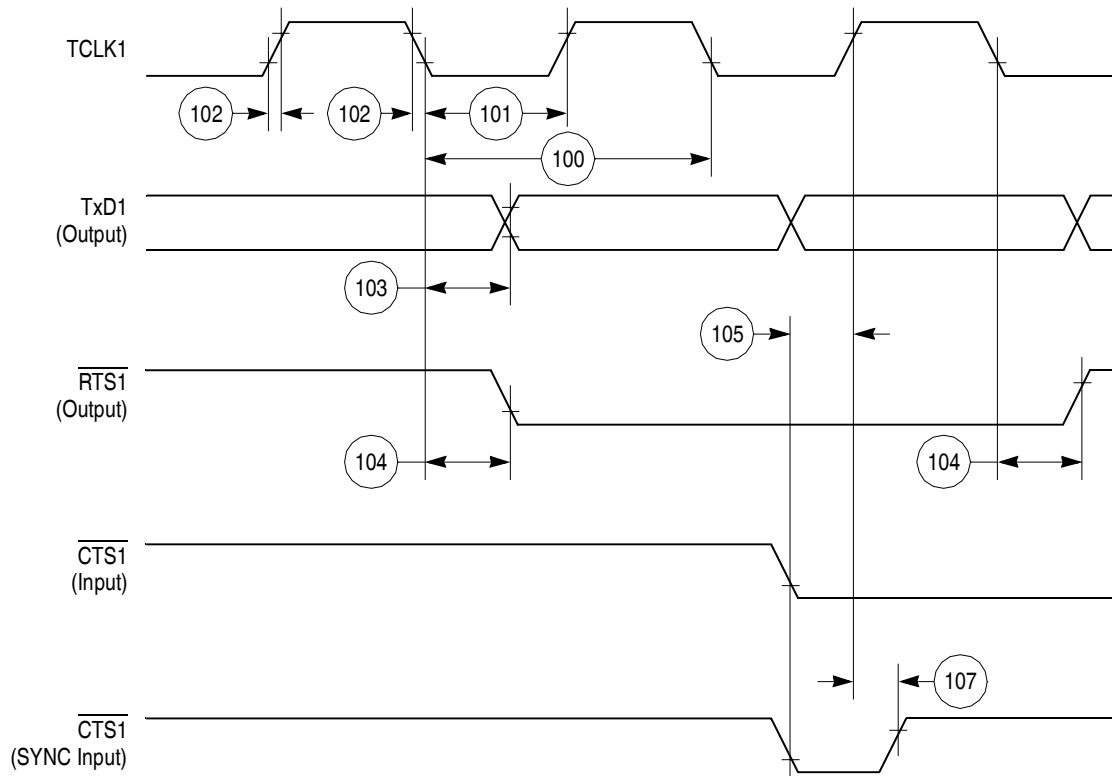 TCLK1
102
102
101
100
TxD1
(Output)
103
105
RTS1
(Output)
104
104
CTS1
(Input)
107
CTS1
(SYNC Input)